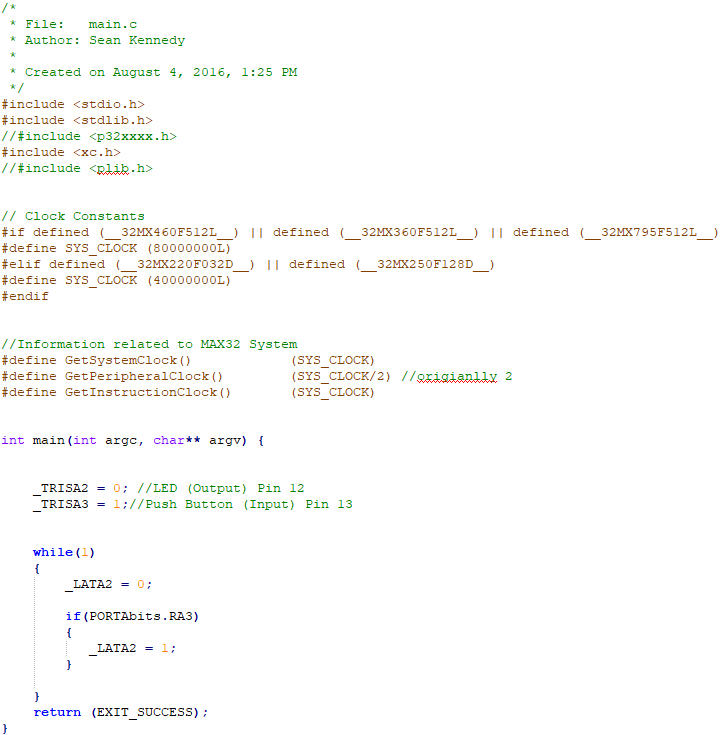 /*
 * File:   main.c
 * Author: Sean Kennedy
 *
 * Created on August 4, 2016, 1:25 PM
 */
#include <stdio.h>
#include <stdlib.h>
//#include <p32xxxx.h>
#include <xc.h>
//#include <plib.h>
// Clock Constants
#if defined (__32MX460F512L__) || defined (__32MX360F512L__) || defined (__32MX795F512L__)
#define SYS_CLOCK (80000000L)
#elif defined (__32MX220F032D__) || defined (__32MX250F128D__)
#define SYS_CLOCK (40000000L)
#endif
//Information related to MAX32 System
#define GetSystemClock()            (SYS_CLOCK)
#define GetPeripheralClock()        (SYS_CLOCK/2) //origianlly 2
#define GetInstructionClock()       (SYS_CLOCK)
int main(int argc, char** argv) {
    _TRISA2 = 0; //LED (Output) Pin 12
    _TRISA3 = 1;//Push Button (Input) Pin 13
    while(1)
    {
        _LATA2 = 0;
        if(PORTAbits.RA3)
        {
           _LATA2 = 1;
        }
    }
    return (EXIT_SUCCESS);
}